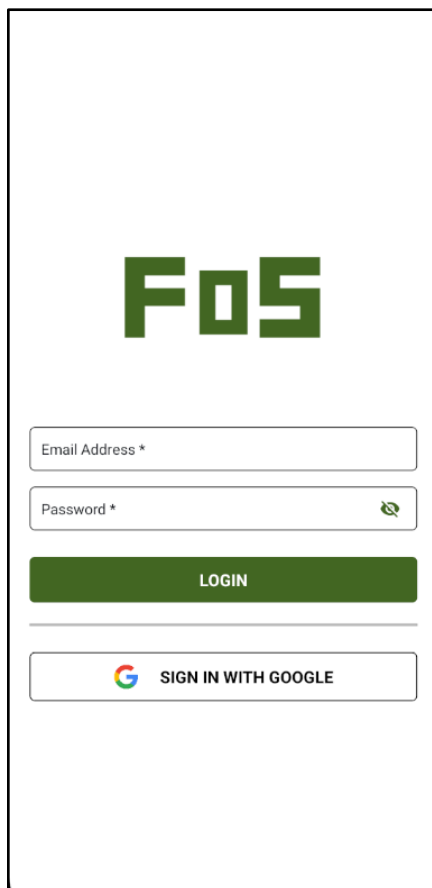 FoS
Email Address *
Password *
LOGIN
SIGN IN WITH GOOGLE